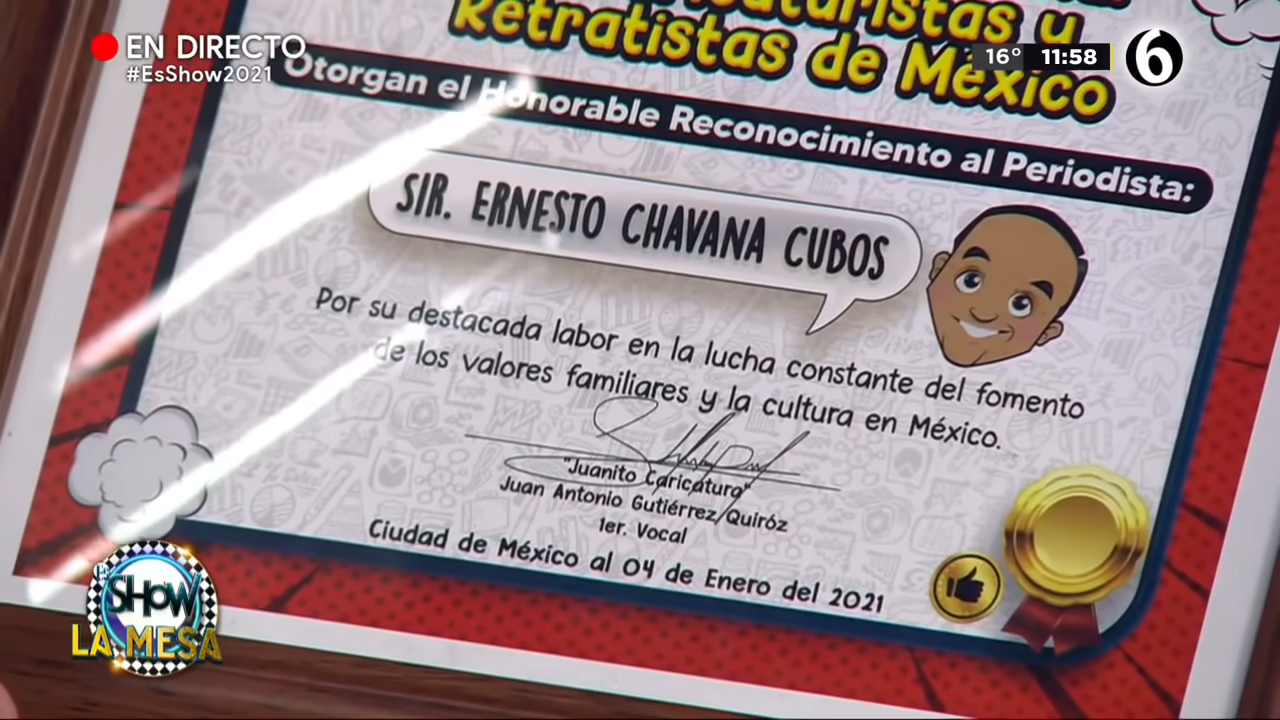 EN DIRECTO
#EsShow2021
16° 11:58
6
Retratistas de México
Otorgan el Honorable Reconocimiento al Periodista:
SIR. ERNESTO CHAVANA CUBOS
Por su destacada labor en la lucha constante del fomento
de los valores familiares y la cultura en México.
"Juanito Caricatura"
Juan Antonio Gutiérrez Quiróz
1er. Vocal
Ciudad de México al 04 de Enero del 2021
Es
SHOW
LA MESA